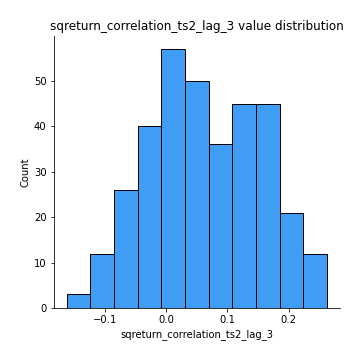 sqreturn_correlation_ts2_lag_3 value distribution
Count
50
40
30
20
10
0
−0.1 0.0 0.1 0.2
sqreturn_correlation_ts2_lag_3